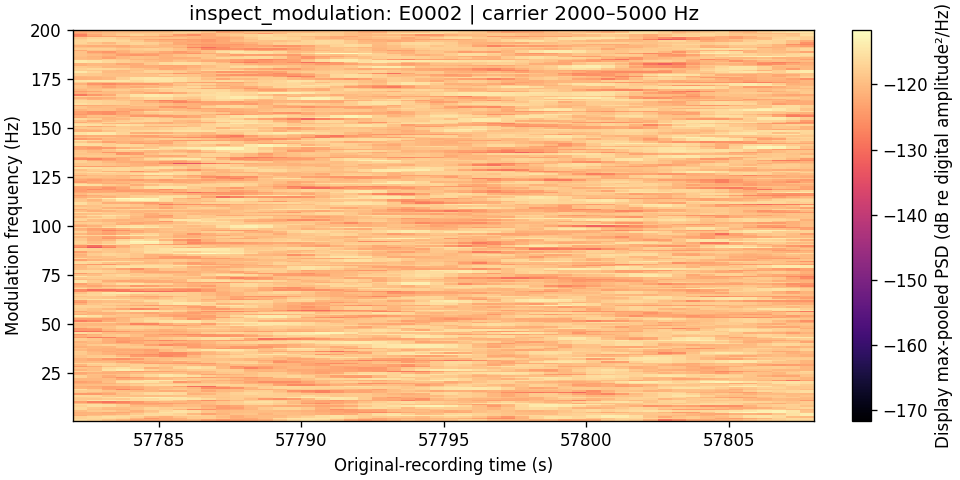 inspect_modulation: E0002 | carrier 2000–5000 Hz
200
175
150
125
100
75
50
25
Modulation frequency (Hz)
57785 57790 57795 57800 57805
Original-recording time (s)
−120
−130
−140
−150
−160
−170
Display max-pooled PSD (dB re digital amplitude²/Hz)